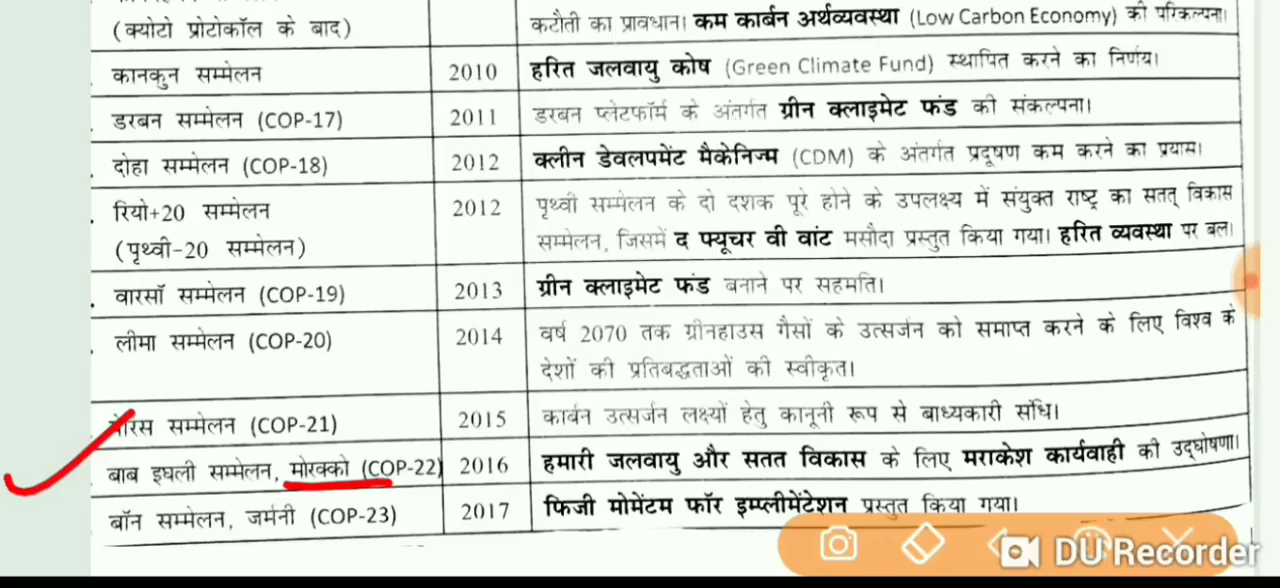 (क्योटो प्रोटोकॉल के बाद) कटौती का प्रावधान। कम कार्बन अर्थव्यवस्था (Low Carbon Economy) की परिकल्पना।
कानकुन सम्मेलन 2010 हरित जलवायु कोष (Green Climate Fund) स्थापित करने का निर्णय।
डरबन सम्मेलन (COP-17) 2011 डरबन प्लेटफॉर्म के अंतर्गत ग्रीन क्लाइमेट फंड की संकल्पना।
दोहा सम्मेलन (COP-18) 2012 क्लीन डेवलपमेंट मैकेनिज्म (CDM) के अंतर्गत प्रदूषण कम करने का प्रयास।
रियो+20 सम्मेलन 2012 पृथ्वी सम्मेलन के दो दशक पूरे होने के उपलक्ष्य में संयुक्त राष्ट्र का सतत् विकास
(पृथ्वी-20 सम्मेलन) सम्मेलन, जिसमें द फ्यूचर वी वांट मसौदा प्रस्तुत किया गया। हरित व्यवस्था पर बल।
वारसॉ सम्मेलन (COP-19) 2013 ग्रीन क्लाइमेट फंड बनाने पर सहमति।
लीमा सम्मेलन (COP-20) 2014 वर्ष 2070 तक ग्रीनहाउस गैसों के उत्सर्जन को समाप्त करने के लिए विश्व के
देशों की प्रतिबद्धताओं की स्वीकृत।
सम्मेलन (COP-21) 2015 कार्बन उत्सर्जन लक्ष्यों हेतु कानूनी रूप से बाध्यकारी संधि।
बाब इघली सम्मेलन, मोरक्को (COP-22) 2016 हमारी जलवायु और सतत विकास के लिए मराकेश कार्यवाही की उद्घोषणा।
बॉन सम्मेलन, जर्मनी (COP-23) 2017 फिजी मोमेंटम फॉर इम्प्लीमेंटेशन प्रस्तुत किया गया।
DU Recorder